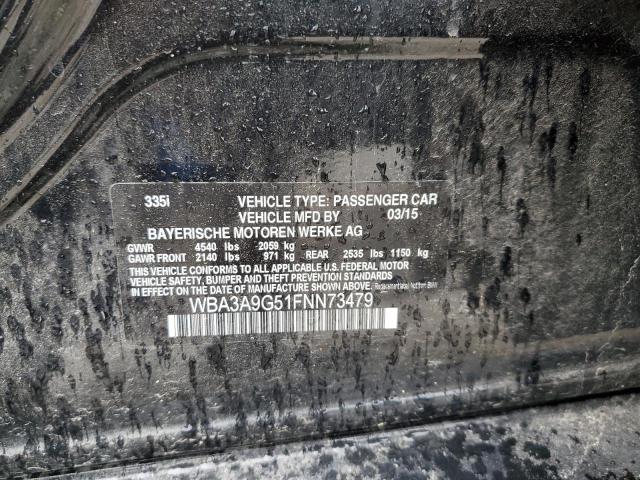 335i VEHICLE TYPE: PASSENGER CAR
VEHICLE MFD BY 03/15
BAYERISCHE MOTOREN WERKE AG
GVWR 4540 lbs 2059 kg
GAWR FRONT 2140 lbs 971 kg REAR 2535 lbs 1150 kg
THIS VEHICLE CONFORMS TO ALL APPLICABLE U.S. FEDERAL MOTOR
VEHICLE SAFETY, BUMPER AND THEFT PREVENTION STANDARDS
IN EFFECT ON THE DATE OF MANUFACTURE SHOWN ABOVE.
WBA3A9G51FNN73479